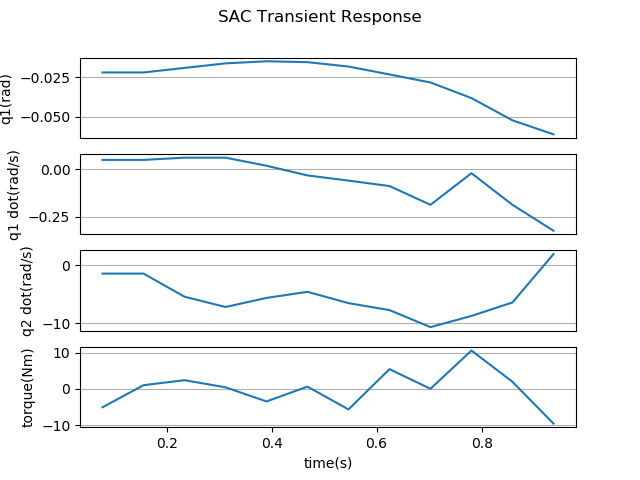 SAC Transient Response
q1(rad)
−0.025
−0.050
q1 dot(rad/s)
0.00
−0.25
q2 dot(rad/s)
0
−10
torque(Nm)
10
0
−10
0.2 0.4 0.6 0.8
time(s)